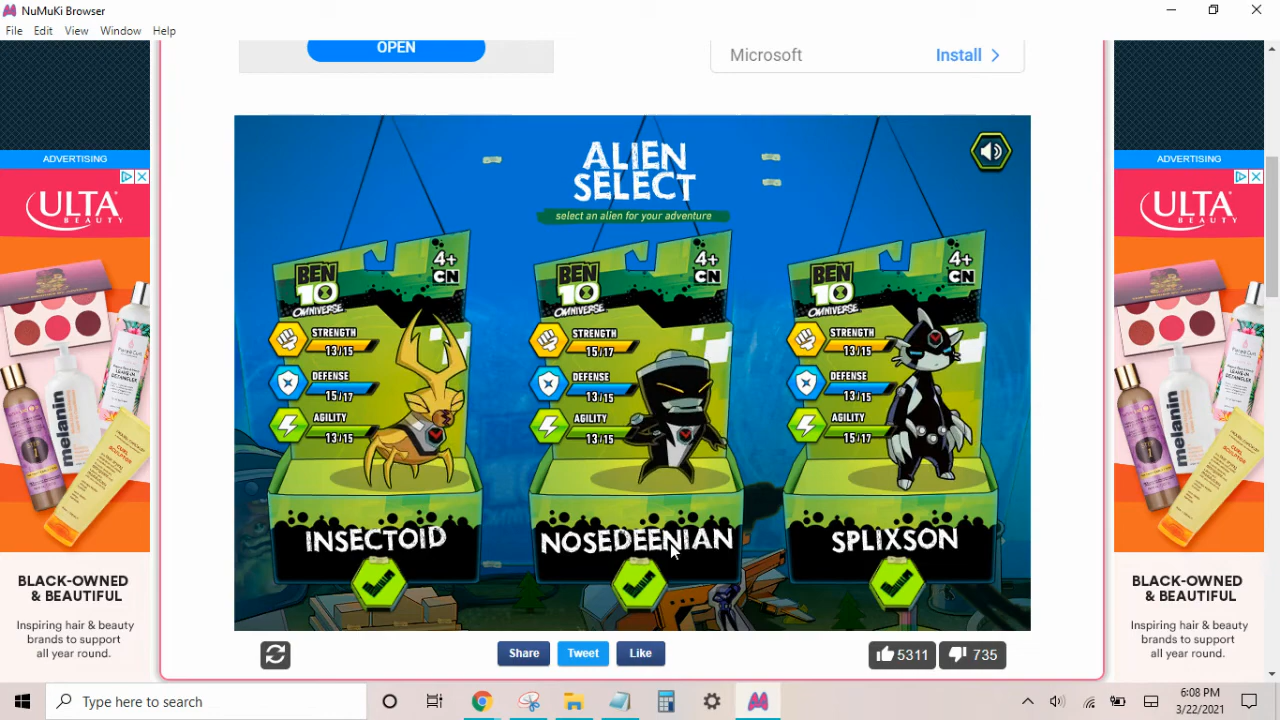 NuMuKi Browser
File Edit View Window Help
OPEN
Microsoft
Install >
ADVERTISING
ULTA
BEAUTY
melanin
BLACK-OWNED
& BEAUTIFUL
Inspiring hair & beauty
brands to support
all year round.
ALIEN
SELECT
select an alien for your adventure
BEN
10
OMNIVERSE
4+
CN
STRENGTH
13/15
DEFENSE
15/17
AGILITY
13/15
INSECTOID
BEN
10
OMNIVERSE
4+
CN
STRENGTH
15/17
DEFENSE
13/15
AGILITY
13/15
NOSEDEENIAN
BEN
10
OMNIVERSE
4+
CN
STRENGTH
13/15
DEFENSE
13/15
AGILITY
15/17
SPLIXSON
Share
Tweet
Like
5311
735
ADVERTISING
ULTA
BEAUTY
melanin
BLACK-OWNED
& BEAUTIFUL
Inspiring hair & beauty
brands to support
all year round.
Type here to search
6:08 PM
3/22/2021